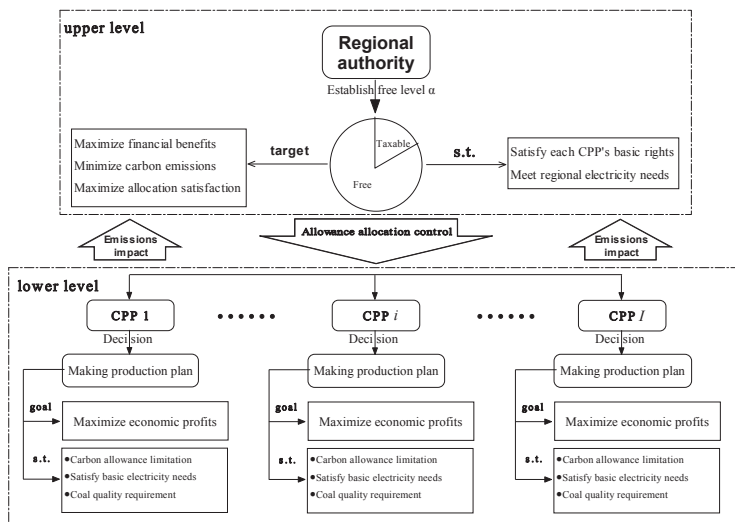 upper level
Regional
authority
Establish free level α
Taxable
Free
target
Maximize financial benefits
Minimize carbon emissions
Maximize allocation satisfaction
s.t.
Satisfy each CPP's basic rights
Meet regional electricity needs
Emissions
impact
Allowance allocation control
Emissions
impact
lower level
CPP 1
CPP i
CPP I
Decision
Decision
Decision
Making production plan
Making production plan
Making production plan
goal
Maximize economic profits
goal
Maximize economic profits
goal
Maximize economic profits
s.t.
●Carbon allowance limitation
●Satisfy basic electricity needs
●Coal quality requirement
s.t.
●Carbon allowance limitation
●Satisfy basic electricity needs
●Coal quality requirement
s.t.
●Carbon allowance limitation
●Satisfy basic electricity needs
●Coal quality requirement